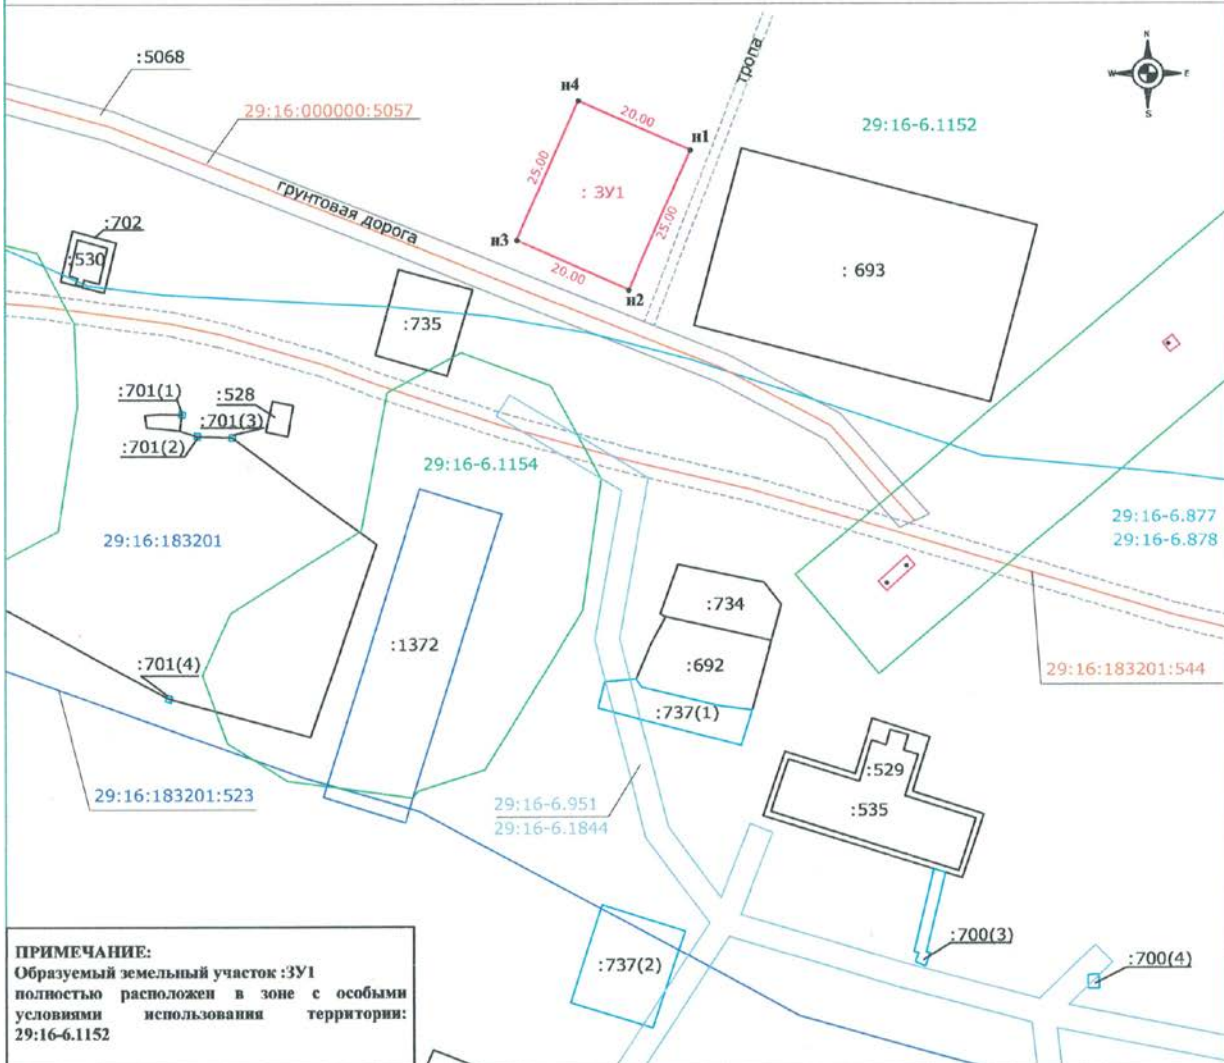 :5068
29:16:000000:5057
тропа
N
W
E
S
н4
20.00
н1
29:16-6.1152
25.00
: ЗУ1
25.00
грунтовая дорога
:702
:530
н3
20.00
н2
: 693
:735
:701(1)
:528
:701(3)
:701(2)
29:16-6.1154
29:16-6.877
29:16-6.878
29:16:183201
:734
:1372
:692
:701(4)
29:16:183201:544
:737(1)
:529
29:16:183201:523
29:16-6.951
29:16-6.1844
:535
:700(3)
:737(2)
:700(4)
ПРИМЕЧАНИЕ:
Образуемый земельный участок :ЗУ1
полностью расположен в зоне с особыми
условиями использования территории:
29:16-6.1152